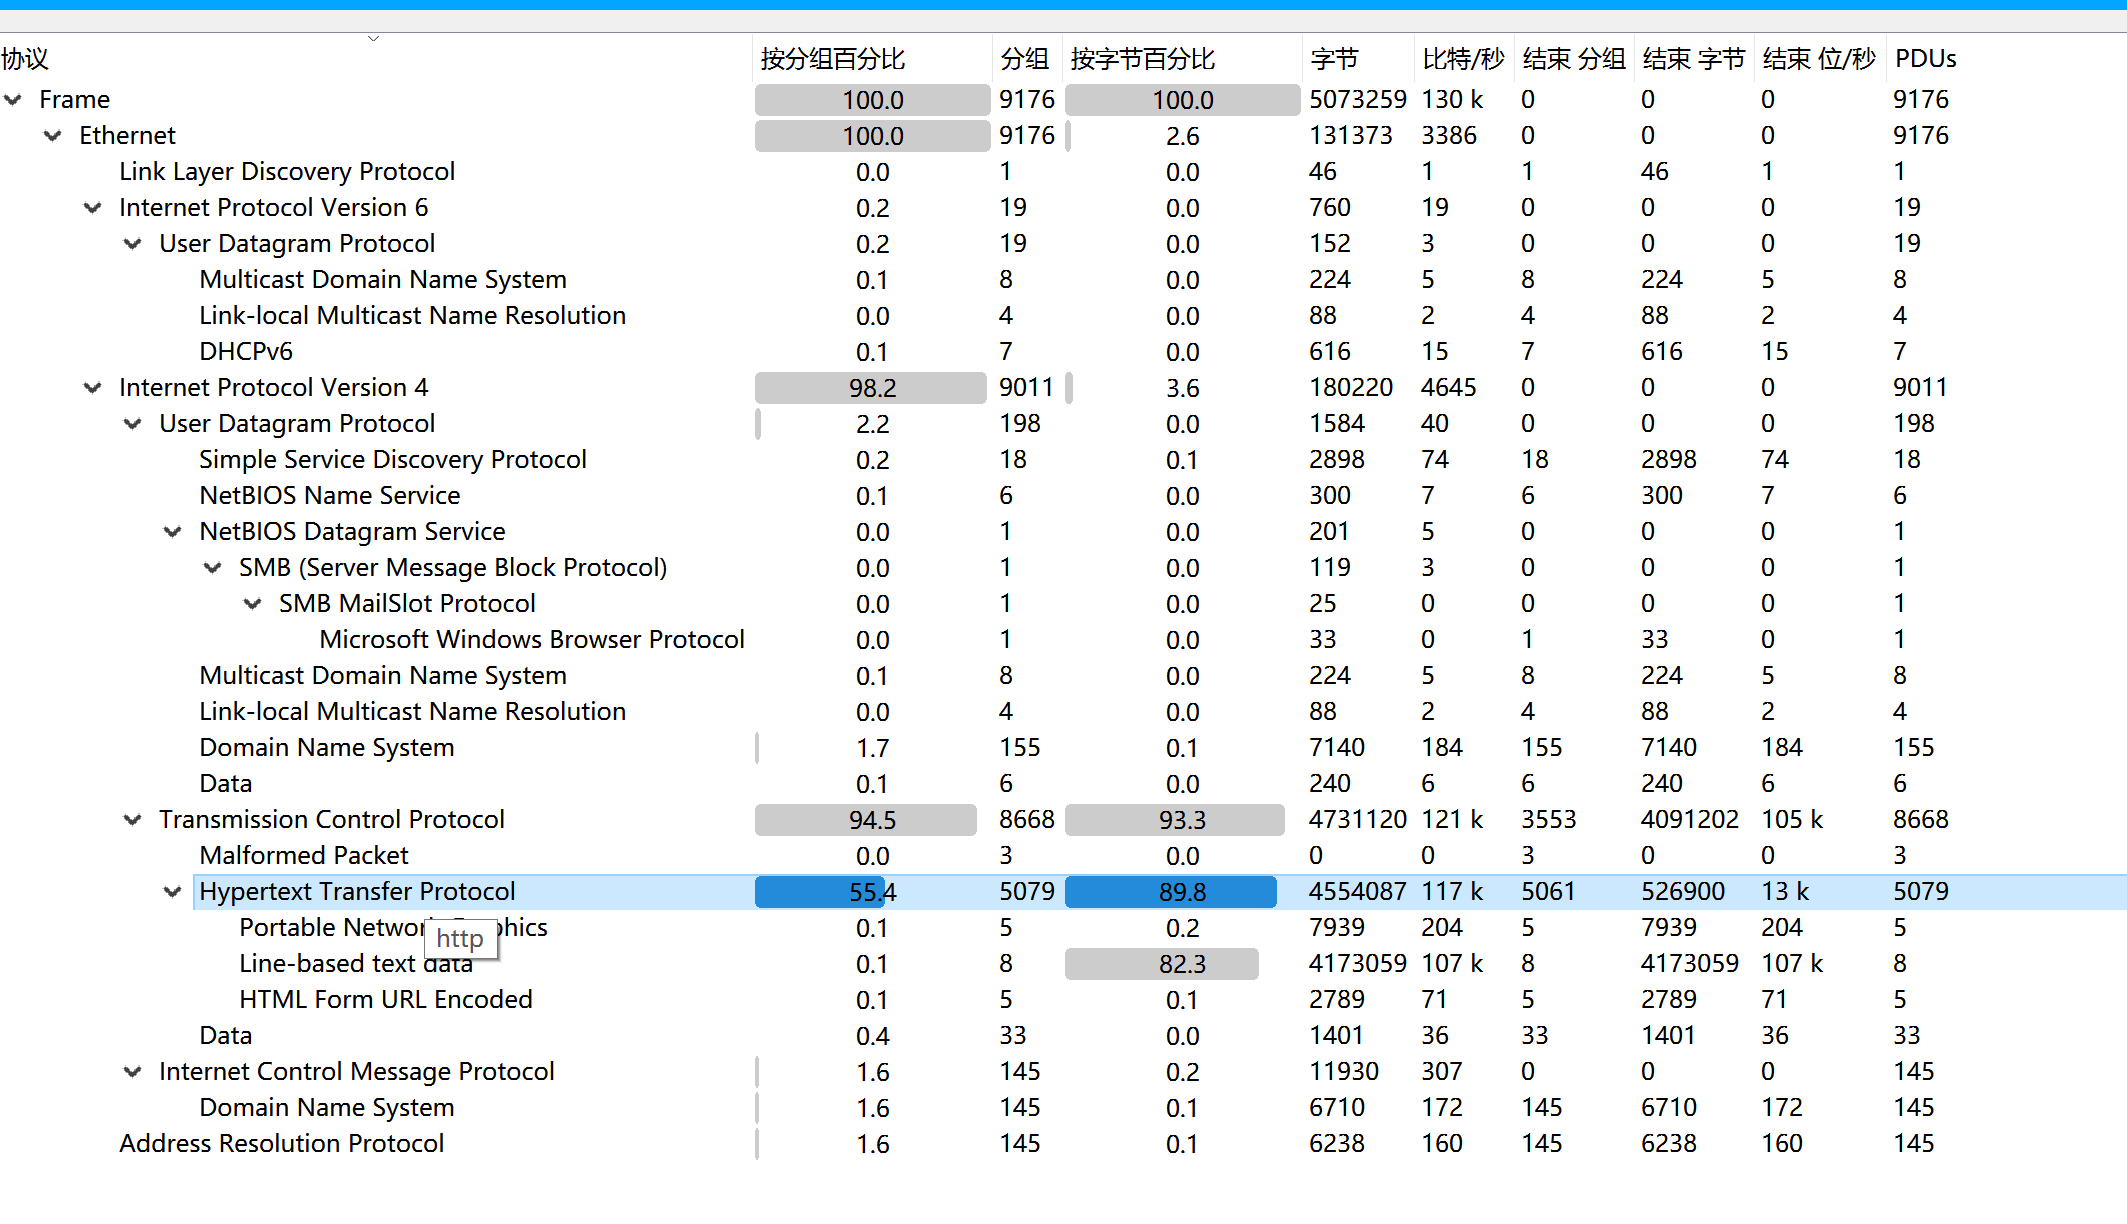 协议 按分组百分比 分组 按字节百分比 字节 比特/秒 结束 分组 结束 字节 结束 位/秒 PDUs
Frame 100.0 9176 100.0 5073259 130 k 0 0 0 9176
Ethernet 100.0 9176 2.6 131373 3386 0 0 0 9176
Link Layer Discovery Protocol 0.0 1 0.0 46 1 1 46 1 1
Internet Protocol Version 6 0.2 19 0.0 760 19 0 0 0 19
User Datagram Protocol 0.2 19 0.0 152 3 0 0 0 19
Multicast Domain Name System 0.1 8 0.0 224 5 8 224 5 8
Link-local Multicast Name Resolution 0.0 4 0.0 88 2 4 88 2 4
DHCPv6 0.1 7 0.0 616 15 7 616 15 7
Internet Protocol Version 4 98.2 9011 3.6 180220 4645 0 0 0 9011
User Datagram Protocol 2.2 198 0.0 1584 40 0 0 0 198
Simple Service Discovery Protocol 0.2 18 0.1 2898 74 18 2898 74 18
NetBIOS Name Service 0.1 6 0.0 300 7 6 300 7 6
NetBIOS Datagram Service 0.0 1 0.0 201 5 0 0 0 1
SMB (Server Message Block Protocol) 0.0 1 0.0 119 3 0 0 0 1
SMB MailSlot Protocol 0.0 1 0.0 25 0 0 0 0 1
Microsoft Windows Browser Protocol 0.0 1 0.0 33 0 1 33 0 1
Multicast Domain Name System 0.1 8 0.0 224 5 8 224 5 8
Link-local Multicast Name Resolution 0.0 4 0.0 88 2 4 88 2 4
Domain Name System 1.7 155 0.1 7140 184 155 7140 184 155
Data 0.1 6 0.0 240 6 6 240 6 6
Transmission Control Protocol 94.5 8668 93.3 4731120 121 k 3553 4091202 105 k 8668
Malformed Packet 0.0 3 0.0 0 0 3 0 0 3
Hypertext Transfer Protocol 55.4 5079 89.8 4554087 117 k 5061 526900 13 k 5079
Portable 0.1 5 0.2 7939 204 5 7939 204 5
http
Line-based text data 0.1 8 82.3 4173059 107 k 8 4173059 107 k 8
HTML Form URL Encoded 0.1 5 0.1 2789 71 5 2789 71 5
Data 0.4 33 0.0 1401 36 33 1401 36 33
Internet Control Message Protocol 1.6 145 0.2 11930 307 0 0 0 145
Domain Name System 1.6 145 0.1 6710 172 145 6710 172 145
Address Resolution Protocol 1.6 145 0.1 6238 160 145 6238 160 145